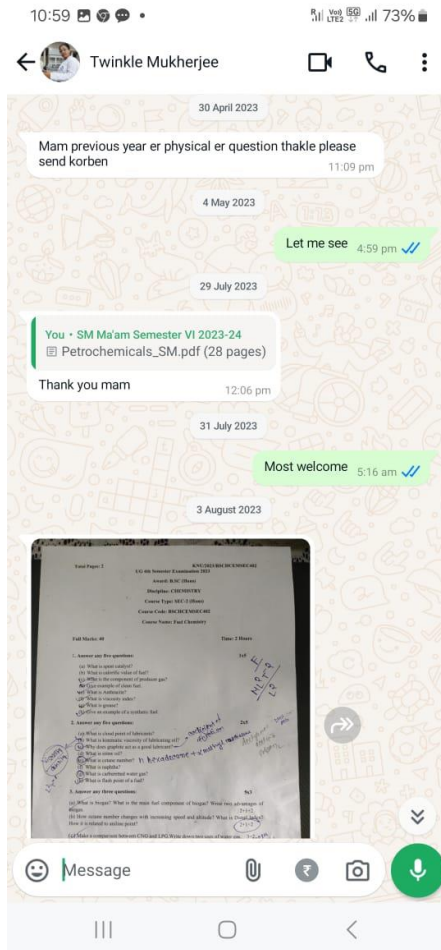 10:59
Vo))
LTE2
5G
73%
Twinkle Mukherjee
30 April 2023
Mam previous year er physical er question thakle please
send korben
11:09 pm
4 May 2023
Let me see 4:59 pm
29 July 2023
You • SM Ma'am Semester VI 2023-24
Petrochemicals_SM.pdf (28 pages)
Thank you mam
12:06 pm
31 July 2023
Most welcome 5:16 am
3 August 2023
Total Pages: 2
UG 4th Semester Examination 2023
Award: B.SC (Hons)
Discipline: CHEMISTRY
Course Type: SEC-2 (Hons)
Course Code: BSCHCEMSEC402
Course Name: Fuel Chemistry
Full Marks: 40 Time: 2 Hours
1. Answer any five questions:
(a) What is spent catalyst?
(b) What is calorific value of fuel?
What is the component of producer gas?
example of clean fuel.
What is Anthracite?
What is viscosity index?
What is grease?
Give an example of a synthetic fuel
2. Answer any five questions:
What is cloud point of lubricants?
What is kinematic viscosity of lubricating oil?
Why does graphite act as a good lubricant?
What is cetane number?
What is naphtha?
What is carburetted water gas?
What is flash point of a fuel?
3. Answer any three questions:
(a) What is biogas? What is the main fuel component of biogas? Write two advantages of
biogas.
(b) How octane number changes with increasing speed and altitude? What is Diesel Index?
How it is related to aniline point?
(c) Make a comparison between CNG and LPG. Write down two uses of water gas.
Message